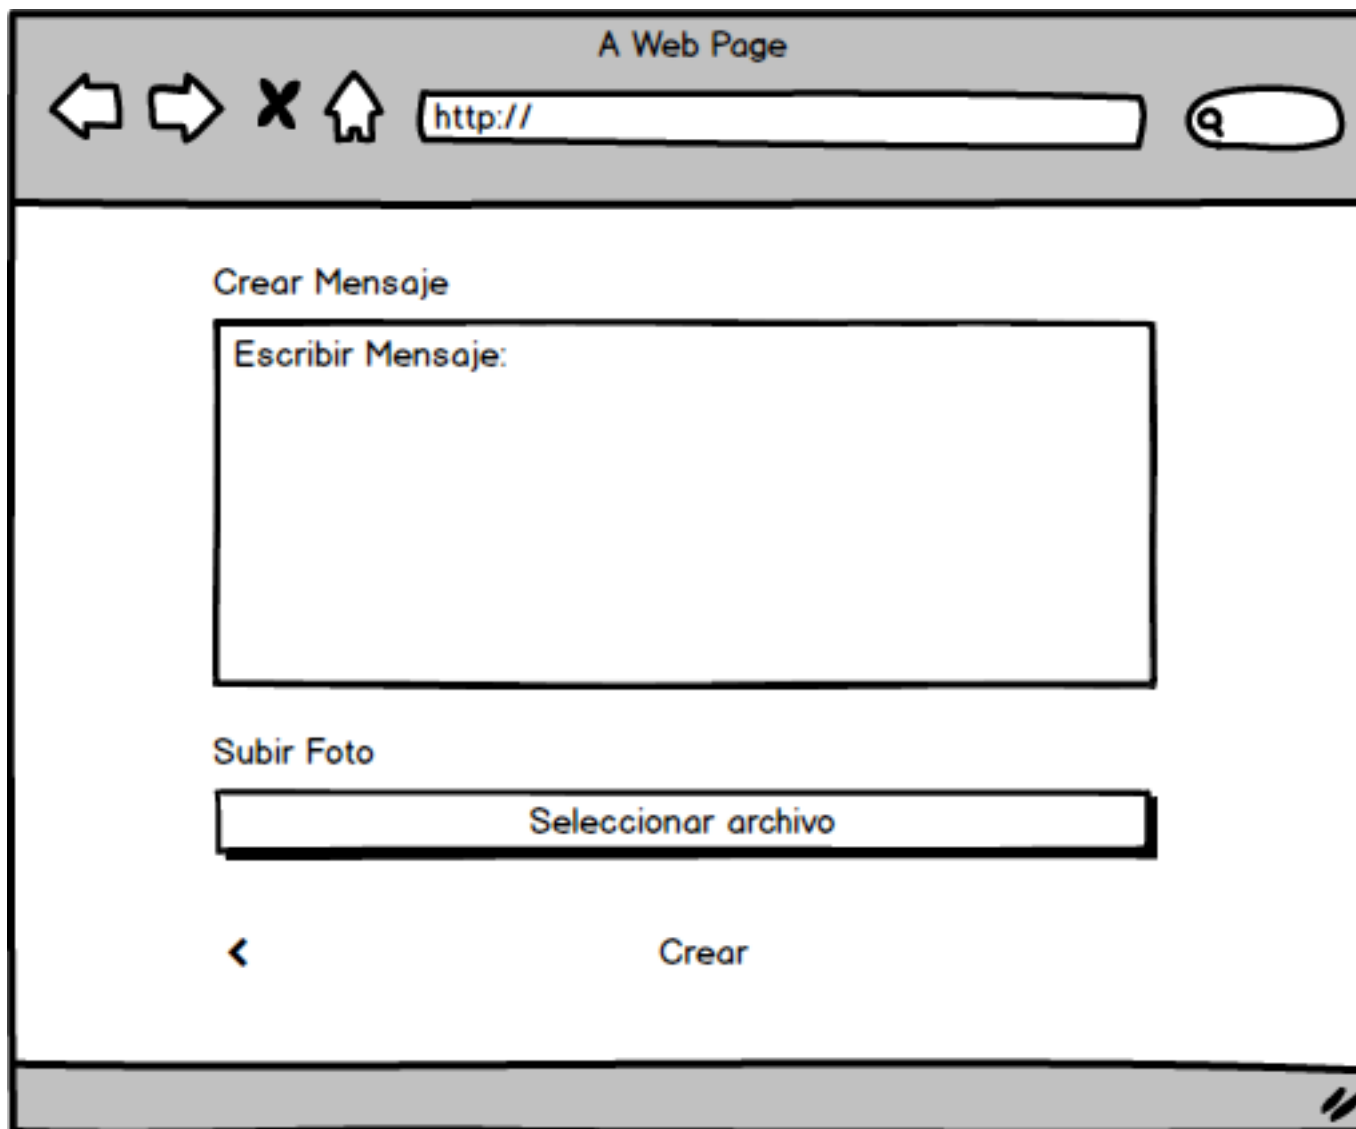 A Web Page
http://
Crear Mensaje
Escribir Mensaje:
Subir Foto
Seleccionar archivo
Crear